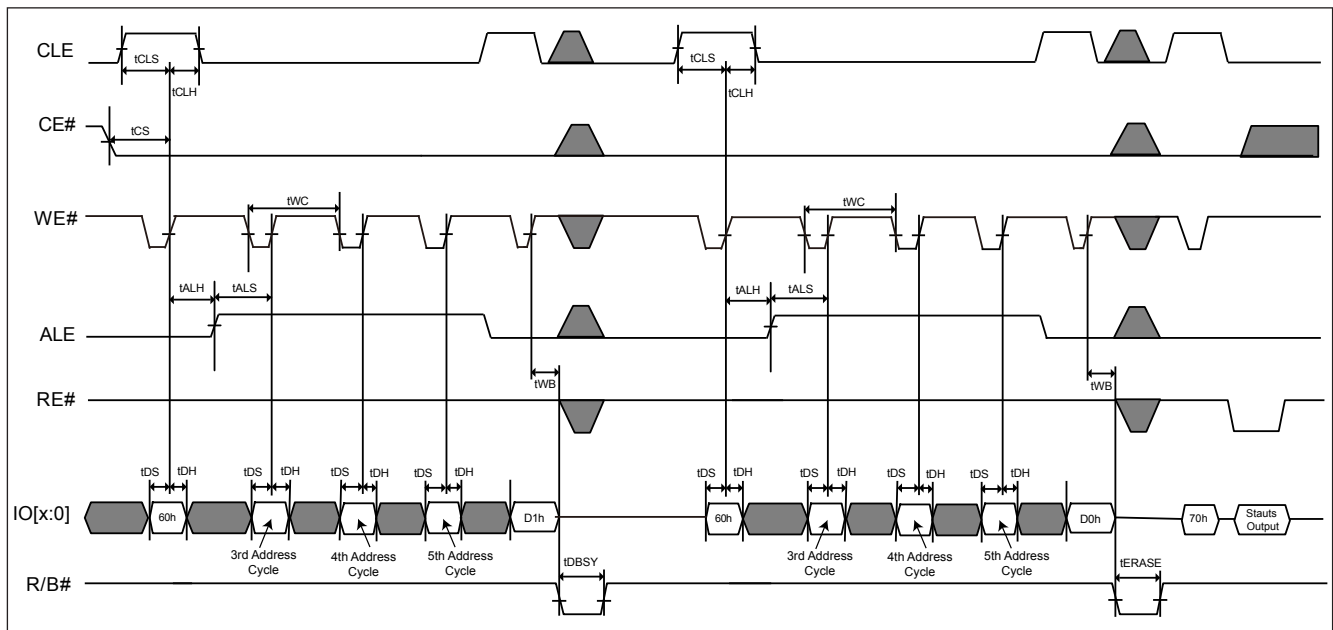 CLE
tCLS
tCLH
tCLS
tCLH
CE#
tCS
WE#
tWC
tWC
tALH
tALS
tALH
tALS
ALE
tWB
tWB
RE#
tDS
tDH
tDS
tDH
tDS
tDH
tDS
tDH
tDS
tDH
tDS
tDH
tDS
tDH
tDS
tDH
IO[x:0]
60h
D1h
60h
D0h
70h
Stauts
Output
3rd Address
Cycle
4th Address
Cycle
5th Address
Cycle
3rd Address
Cycle
4th Address
Cycle
5th Address
Cycle
tDBSY
tERASE
R/B#